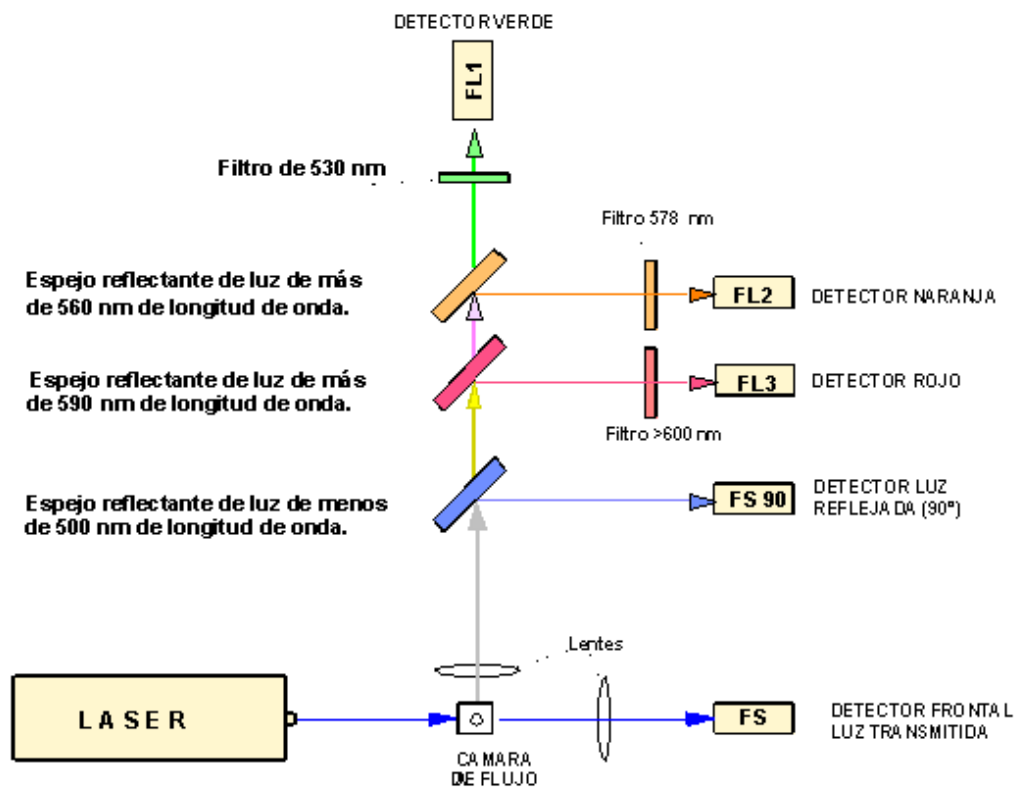 DETECTOR VERDE
FL1
Filtro de 530 nm
Filtro 578 nm
Espejo reflectante de luz de más
de 560 nm de longitud de onda.
FL2
DETECTOR NARANJA
Espejo reflectante de luz de más
de 590 nm de longitud de onda.
FL3
DETECTOR ROJO
Filtro >600 nm
Espejo reflectante de luz de menos
de 500 nm de longitud de onda.
FS 90
DETECTOR LUZ
REFLEJADA (90º)
Lentes
LASER
FS
DETECTOR FRONTAL
LUZ TRANSMITIDA
CAMARA
DE FLUJO